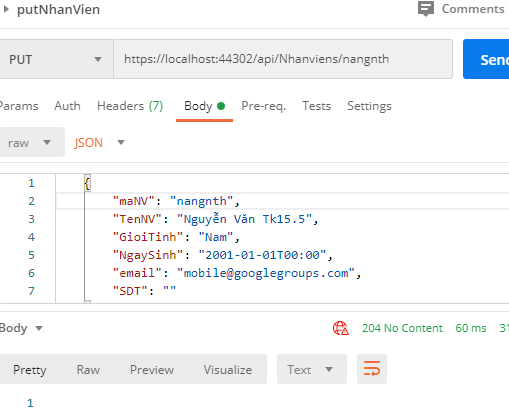 putNhanVien
Comments
PUT
https://localhost:44302/api/Nhanviens/nangnth
Send
Params Auth Headers (7) Body Pre-req. Tests Settings
raw JSON
1 {
2 "maNV": "nangnth",
3 "TenNV": "Nguyễn Văn Tk15.5",
4 "GioiTinh": "Nam",
5 "NgaySinh": "2001-01-01T00:00",
6 "email": "mobile@googlegroups.com",
7 "SDT": ""
Body 204 No Content 60 ms 31
Pretty Raw Preview Visualize Text
1